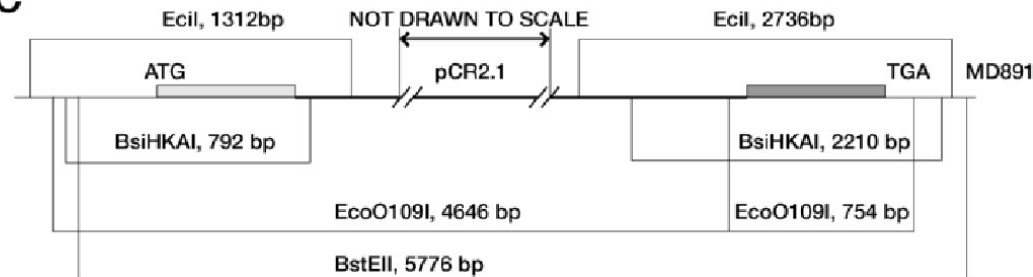 EciI, 1312bp
NOT DRAWN TO SCALE
EciI, 2736bp
ATG
pCR2.1
TGA
MD891
BsiHKAI, 792 bp
BsiHKAI, 2210 bp
EcoO109I, 4646 bp
EcoO109I, 754 bp
BstEII, 5776 bp